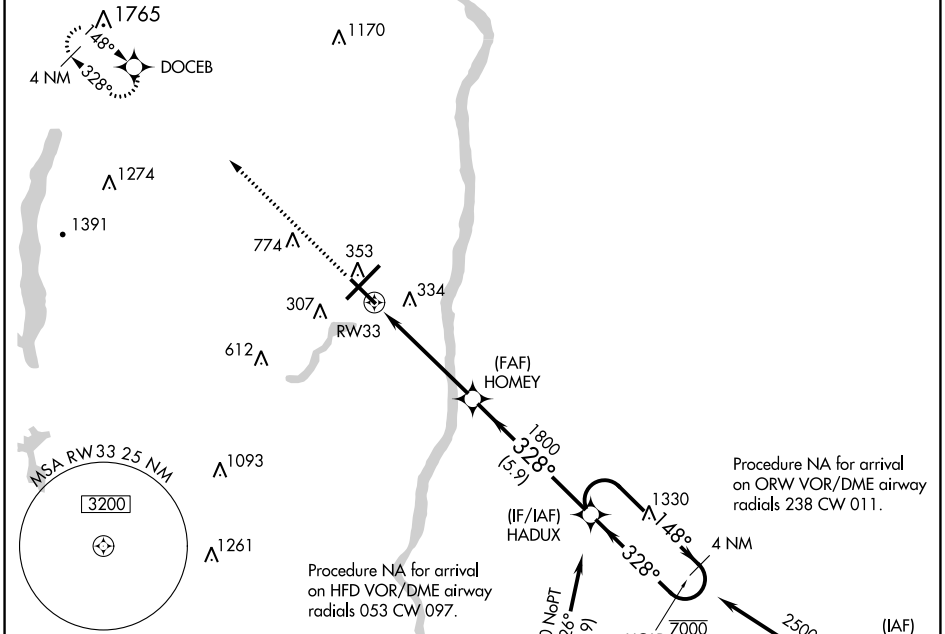 1765
148°
328°
4 NM
DOCEB
1170
1274
1391
774
353
307
334
RW33
612
(FAF)
HOMEY
1800
328°
(5.9)
MSA RW33 25 NM
3200
1093
1261
Procedure NA for arrival
on ORW VOR/DME airway
radials 238 CW 011.
(IF/IAF)
HADUX
1330
148°
328°
4 NM
Procedure NA for arrival
on HFD VOR/DME airway
radials 053 CW 097.
NoPT
7000
2500
(IAF)